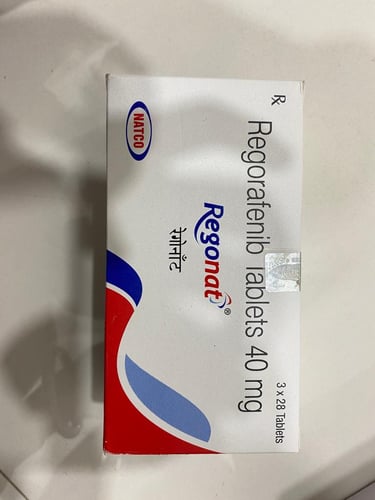 Rx
Regorafenib Tablets 40 mg
3 x 28 Tablets
Regonat®
रेगोनॅट
NATCO